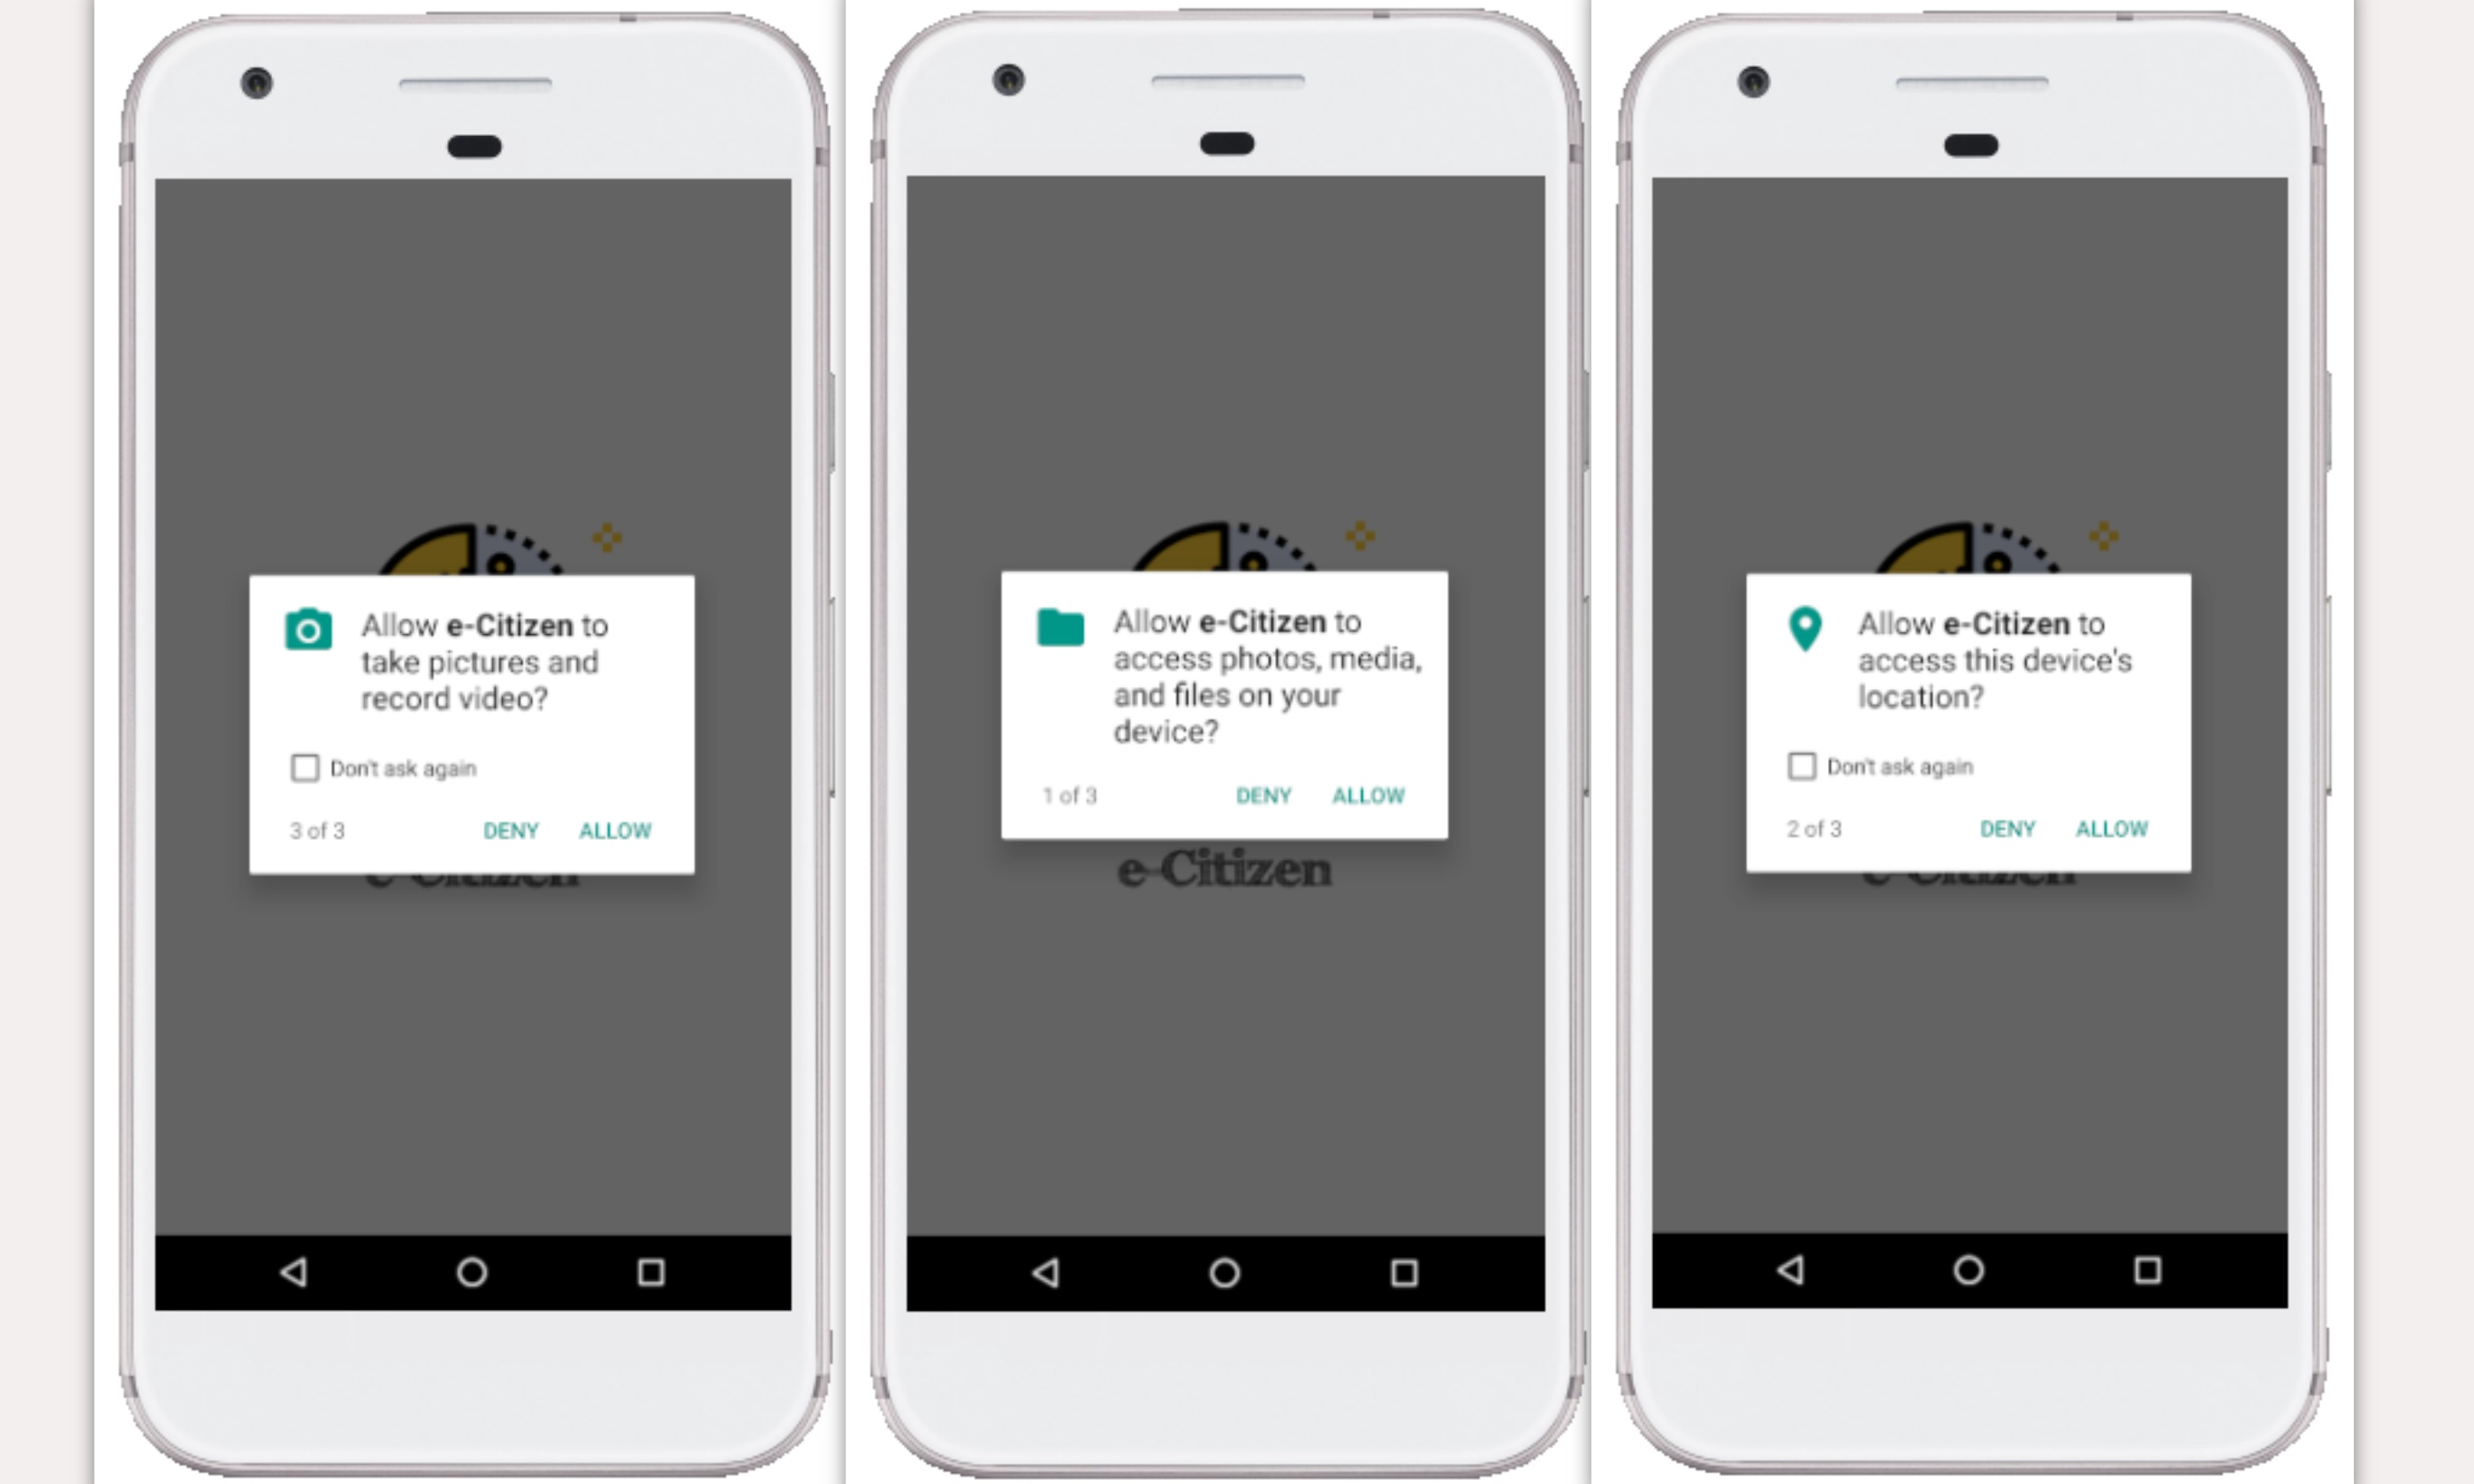 Allow e-Citizen to
take pictures and
record video?
Don't ask again
3 of 3 DENY ALLOW
e-Citizen
Allow e-Citizen to
access photos, media,
and files on your
device?
1 of 3 DENY ALLOW
e-Citizen
Allow e-Citizen to
access this device's
location?
Don't ask again
2 of 3 DENY ALLOW
e-Citizen